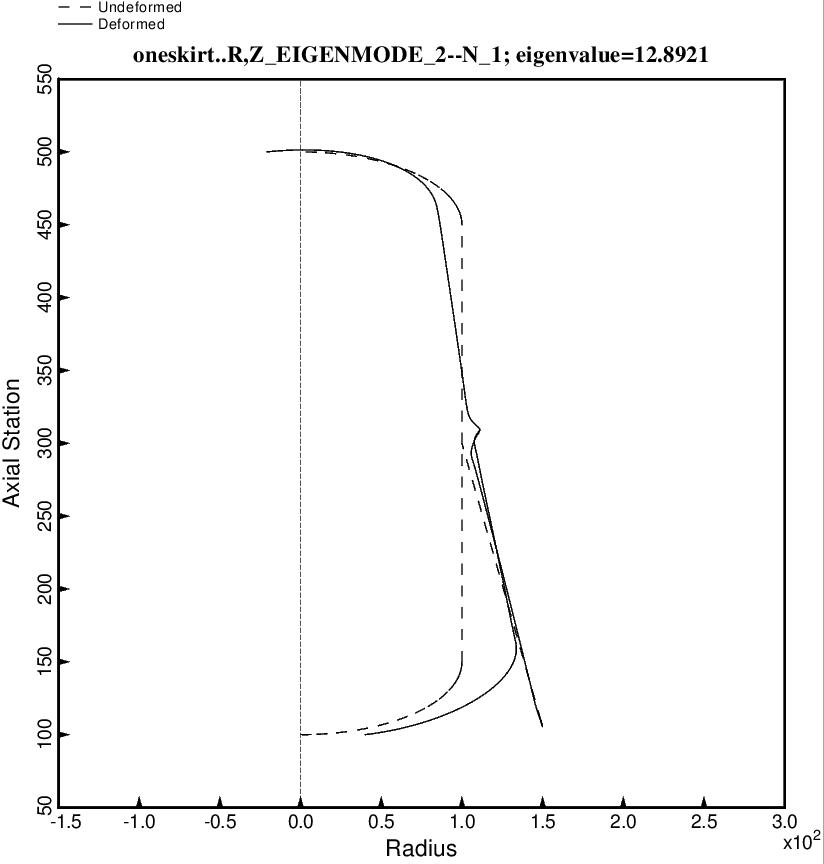 Undeformed
Deformed
oneskirt..R,Z_EIGENMODE_2--N_1; eigenvalue=12.8921
550
500
450
400
350
300
250
200
150
100
50
Axial Station
-1.5 -1.0 -0.5 0.0 0.5 1.0 1.5 2.0 2.5 3.0
x10²
Radius